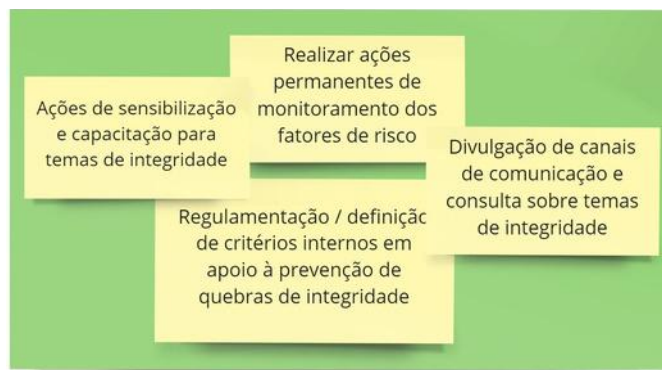 Realizar ações
permanentes de
monitoramento dos
fatores de risco
Ações de sensibilização
e capacitação para
temas de integridade
Divulgação de canais
de comunicação e
consulta sobre temas
de integridade
Regulamentação / definição
de critérios internos em
apoio à prevenção de
quebras de integridade